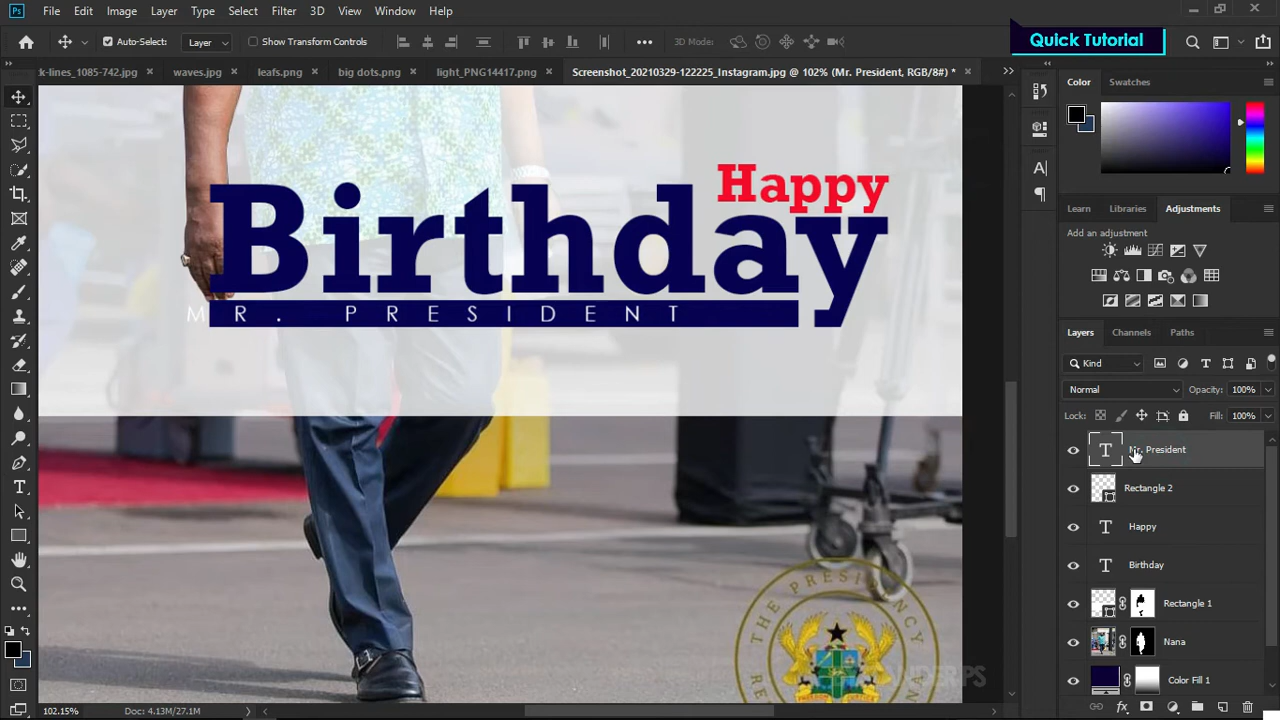 Ps File Edit Image Layer Type Select Filter 3D View Window Help
Auto-Select: Layer Show Transform Controls 3D Mode:
Quick Tutorial
k-lines_1085-742.jpg × waves.jpg × leafs.png × big dots.png × light_PNG14417.png × Screenshot_20210329-122225_Instagram.jpg @ 102% (Mr. President, RGB/8#) * ×
Color Swatches
Happy
Birthday
MR. PRESIDENT
Learn Libraries Adjustments
Add an adjustment
Layers Channels Paths
Kind
Normal Opacity: 100%
Lock: Fill: 100%
Mr. President
Rectangle 2
Happy
Birthday
Rectangle 1
Nana
Color Fill 1
THE PRESIDENCY
102.15% Doc: 4.13M/27.1M